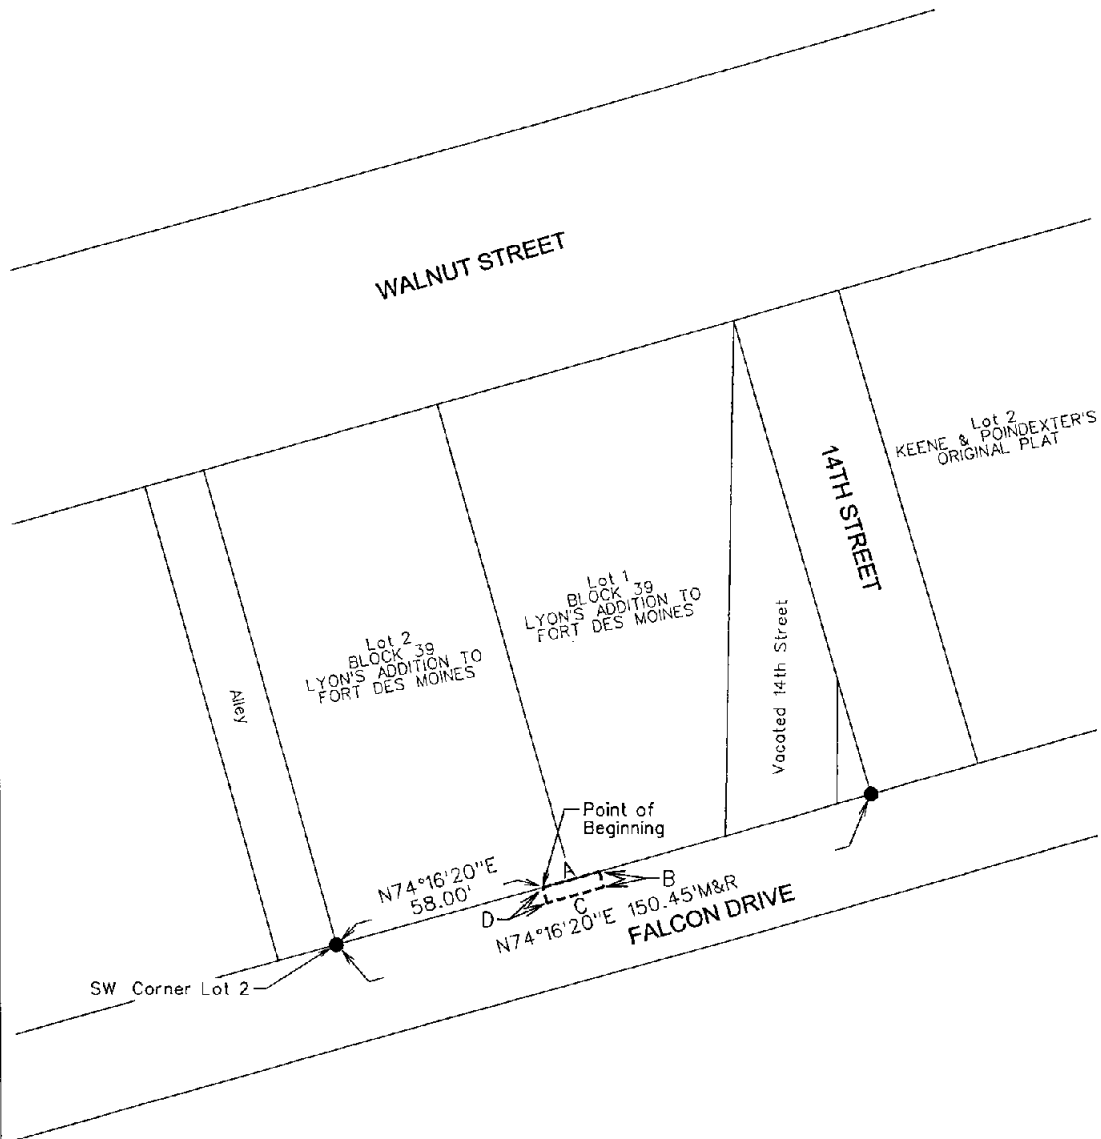 WALNUT STREET
Lot 2
KEENE & POINDEXTER'S
ORIGINAL PLAT
14TH STREET
Lot 1
BLOCK 39
LYON'S ADDITION TO
FORT DES MOINES
Lot 2
BLOCK 39
LYON'S ADDITION TO
FORT DES MOINES
Alley
Vacated 14th Street
Point of
Beginning
N74°16'20"E
58.00'
A
B
C
D
N74°16'20"E 150.45'M&R
FALCON DRIVE
SW Corner Lot 2